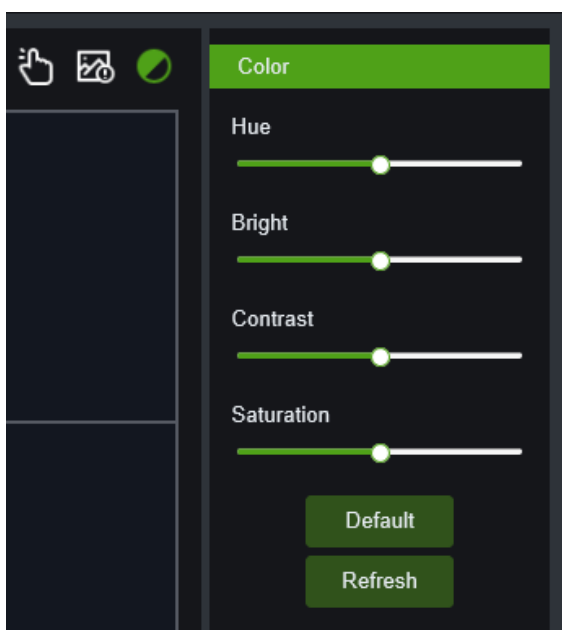 Color
Hue
Bright
Contrast
Saturation
Default
Refresh